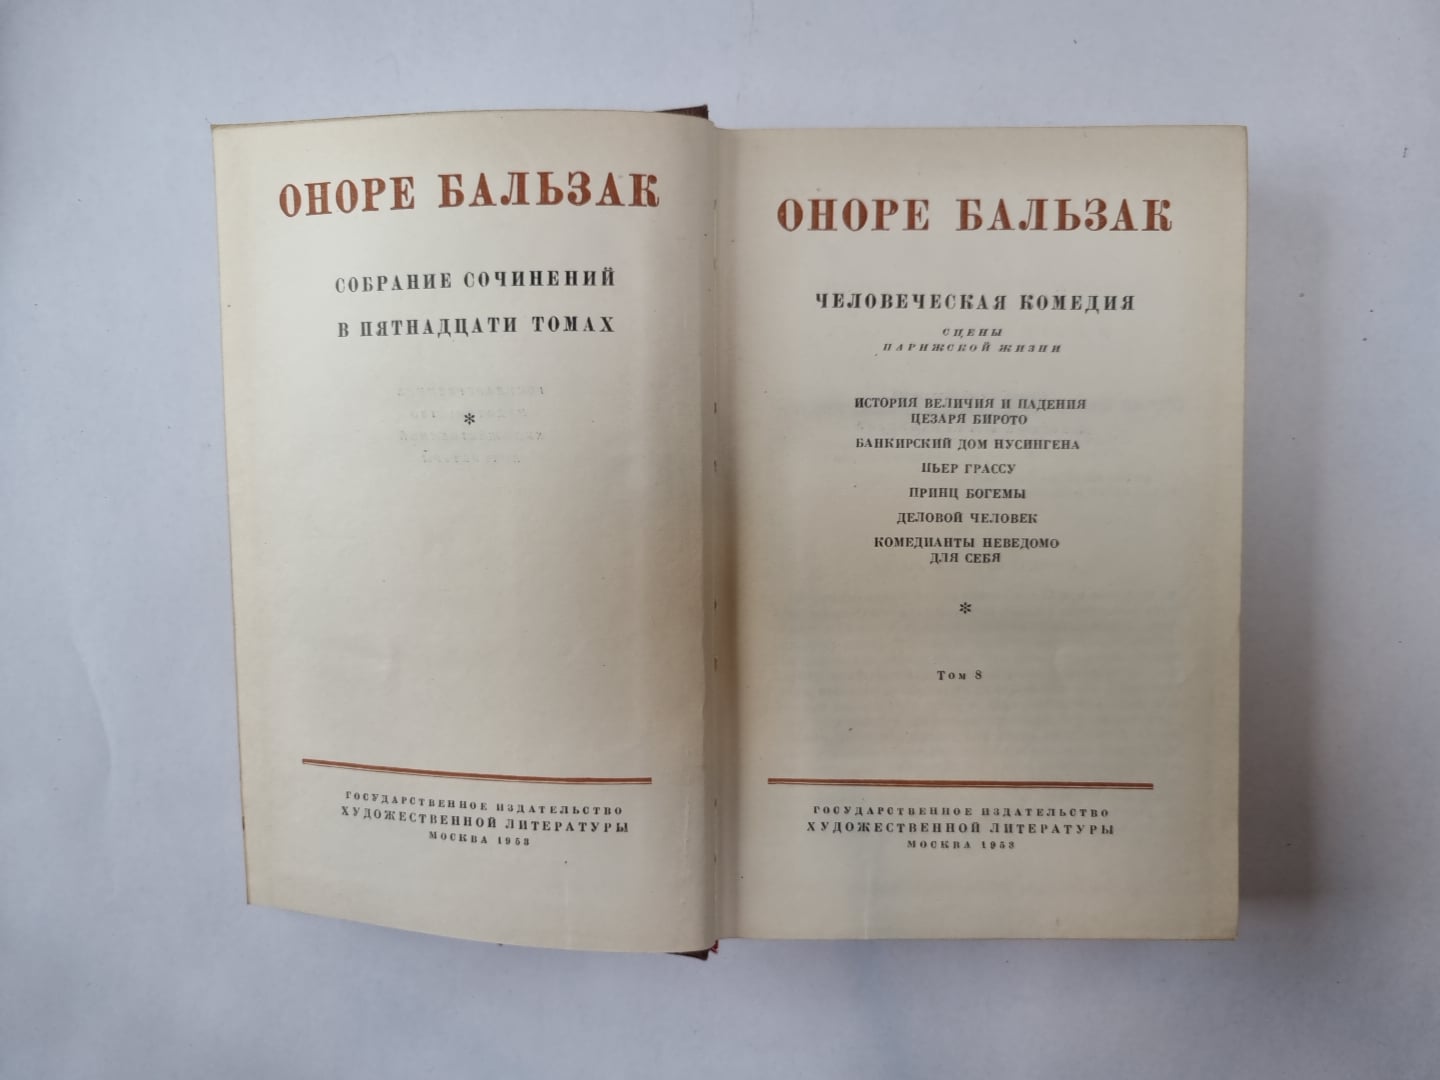 ОНОРЕ БАЛЬЗАК
СОБРАНИЕ СОЧИНЕНИЙ
В ПЯТНАДЦАТИ ТОМАХ
*
ГОСУДАРСТВЕННОЕ ИЗДАТЕЛЬСТВО
ХУДОЖЕСТВЕННОЙ ЛИТЕРАТУРЫ
МОСКВА 1953
ОНОРЕ БАЛЬЗАК
ЧЕЛОВЕЧЕСКАЯ КОМЕДИЯ
СЦЕНЫ
ПАРИЖСКОЙ ЖИЗНИ
ИСТОРИЯ ВЕЛИЧИЯ И ПАДЕНИЯ
ЦЕЗАРЯ БИРОТО
БАНКИРСКИЙ ДОМ НУСИНГЕНА
ПЬЕР ГРАССУ
ПРИНЦ БОГЕМЫ
ДЕЛОВОЙ ЧЕЛОВЕК
КОМЕДИАНТЫ НЕВЕДОМО
ДЛЯ СЕБЯ
*
Том 8
ГОСУДАРСТВЕННОЕ ИЗДАТЕЛЬСТВО
ХУДОЖЕСТВЕННОЙ ЛИТЕРАТУРЫ
МОСКВА 1953